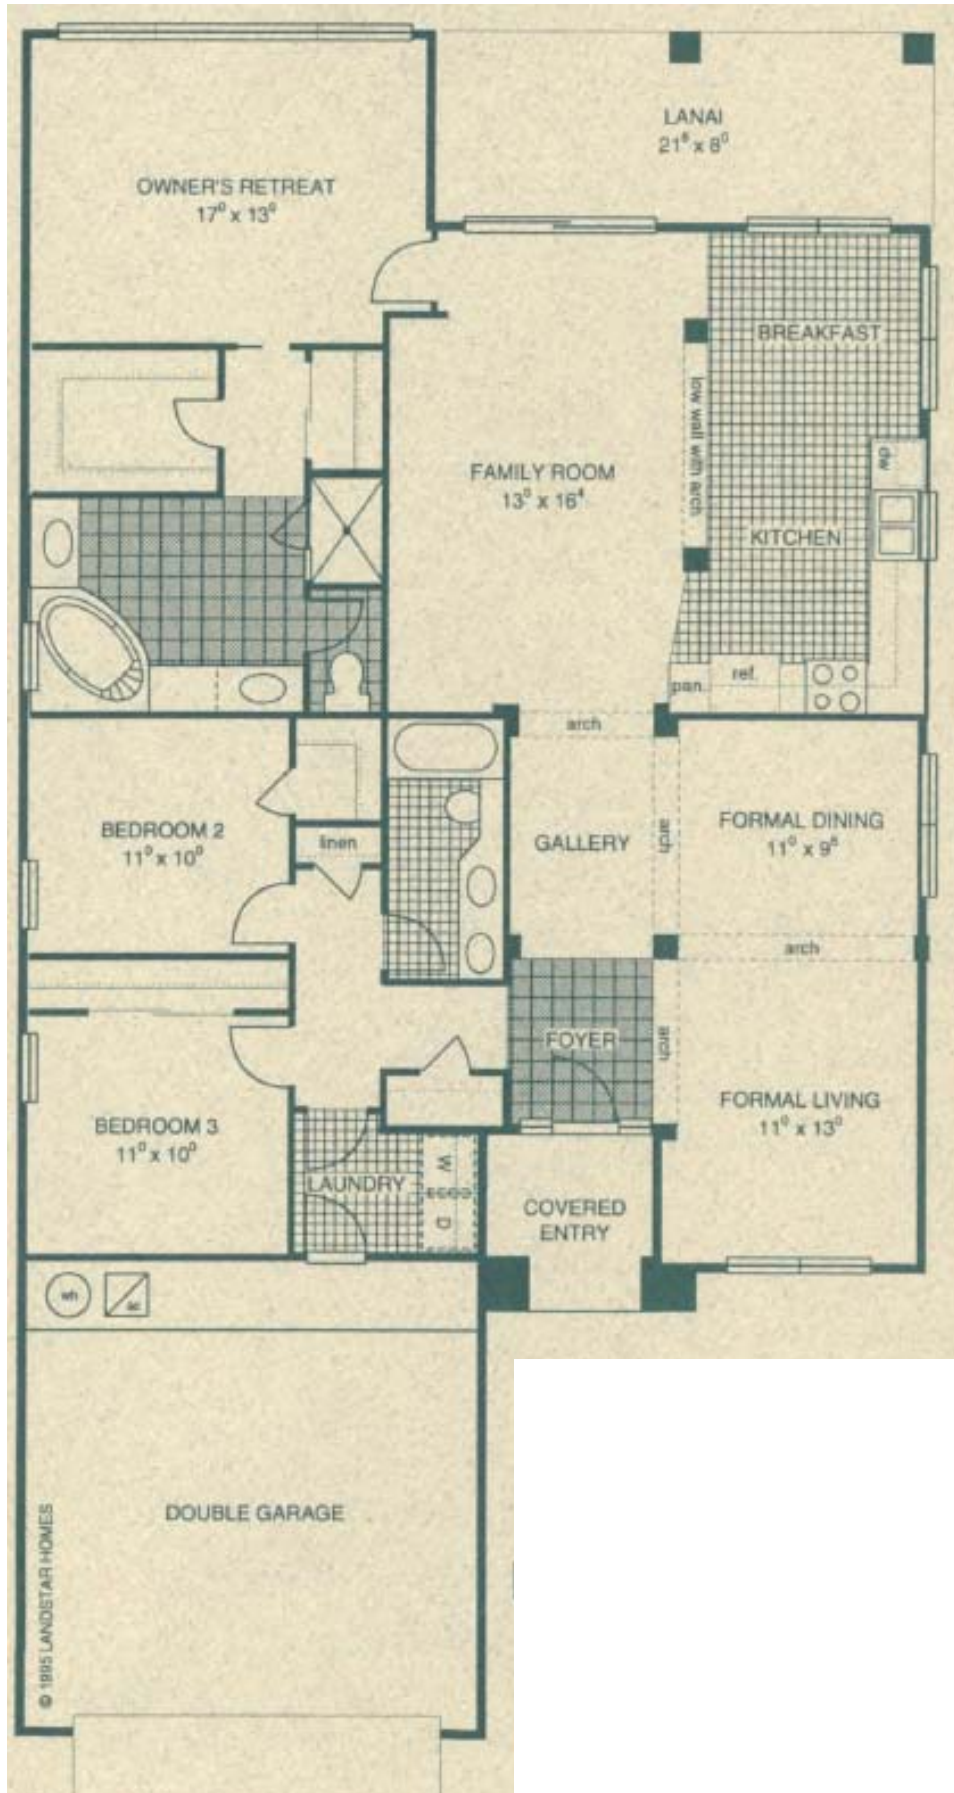 LANAI
21⁶ x 8⁰
OWNER'S RETREAT
17⁰ x 13⁰
BREAKFAST
low wall with arch
dw
FAMILY ROOM
13⁰ x 16⁴
KITCHEN
pan.
ref.
arch
BEDROOM 2
11⁰ x 10⁰
linen
GALLERY
arch
FORMAL DINING
11⁰ x 9⁶
arch
FOYER
arch
FORMAL LIVING
11⁰ x 13⁰
BEDROOM 3
11⁰ x 10⁰
LAUNDRY
W
D
COVERED
ENTRY
wh
ac
DOUBLE GARAGE
© 1995 LANDSTAR HOMES